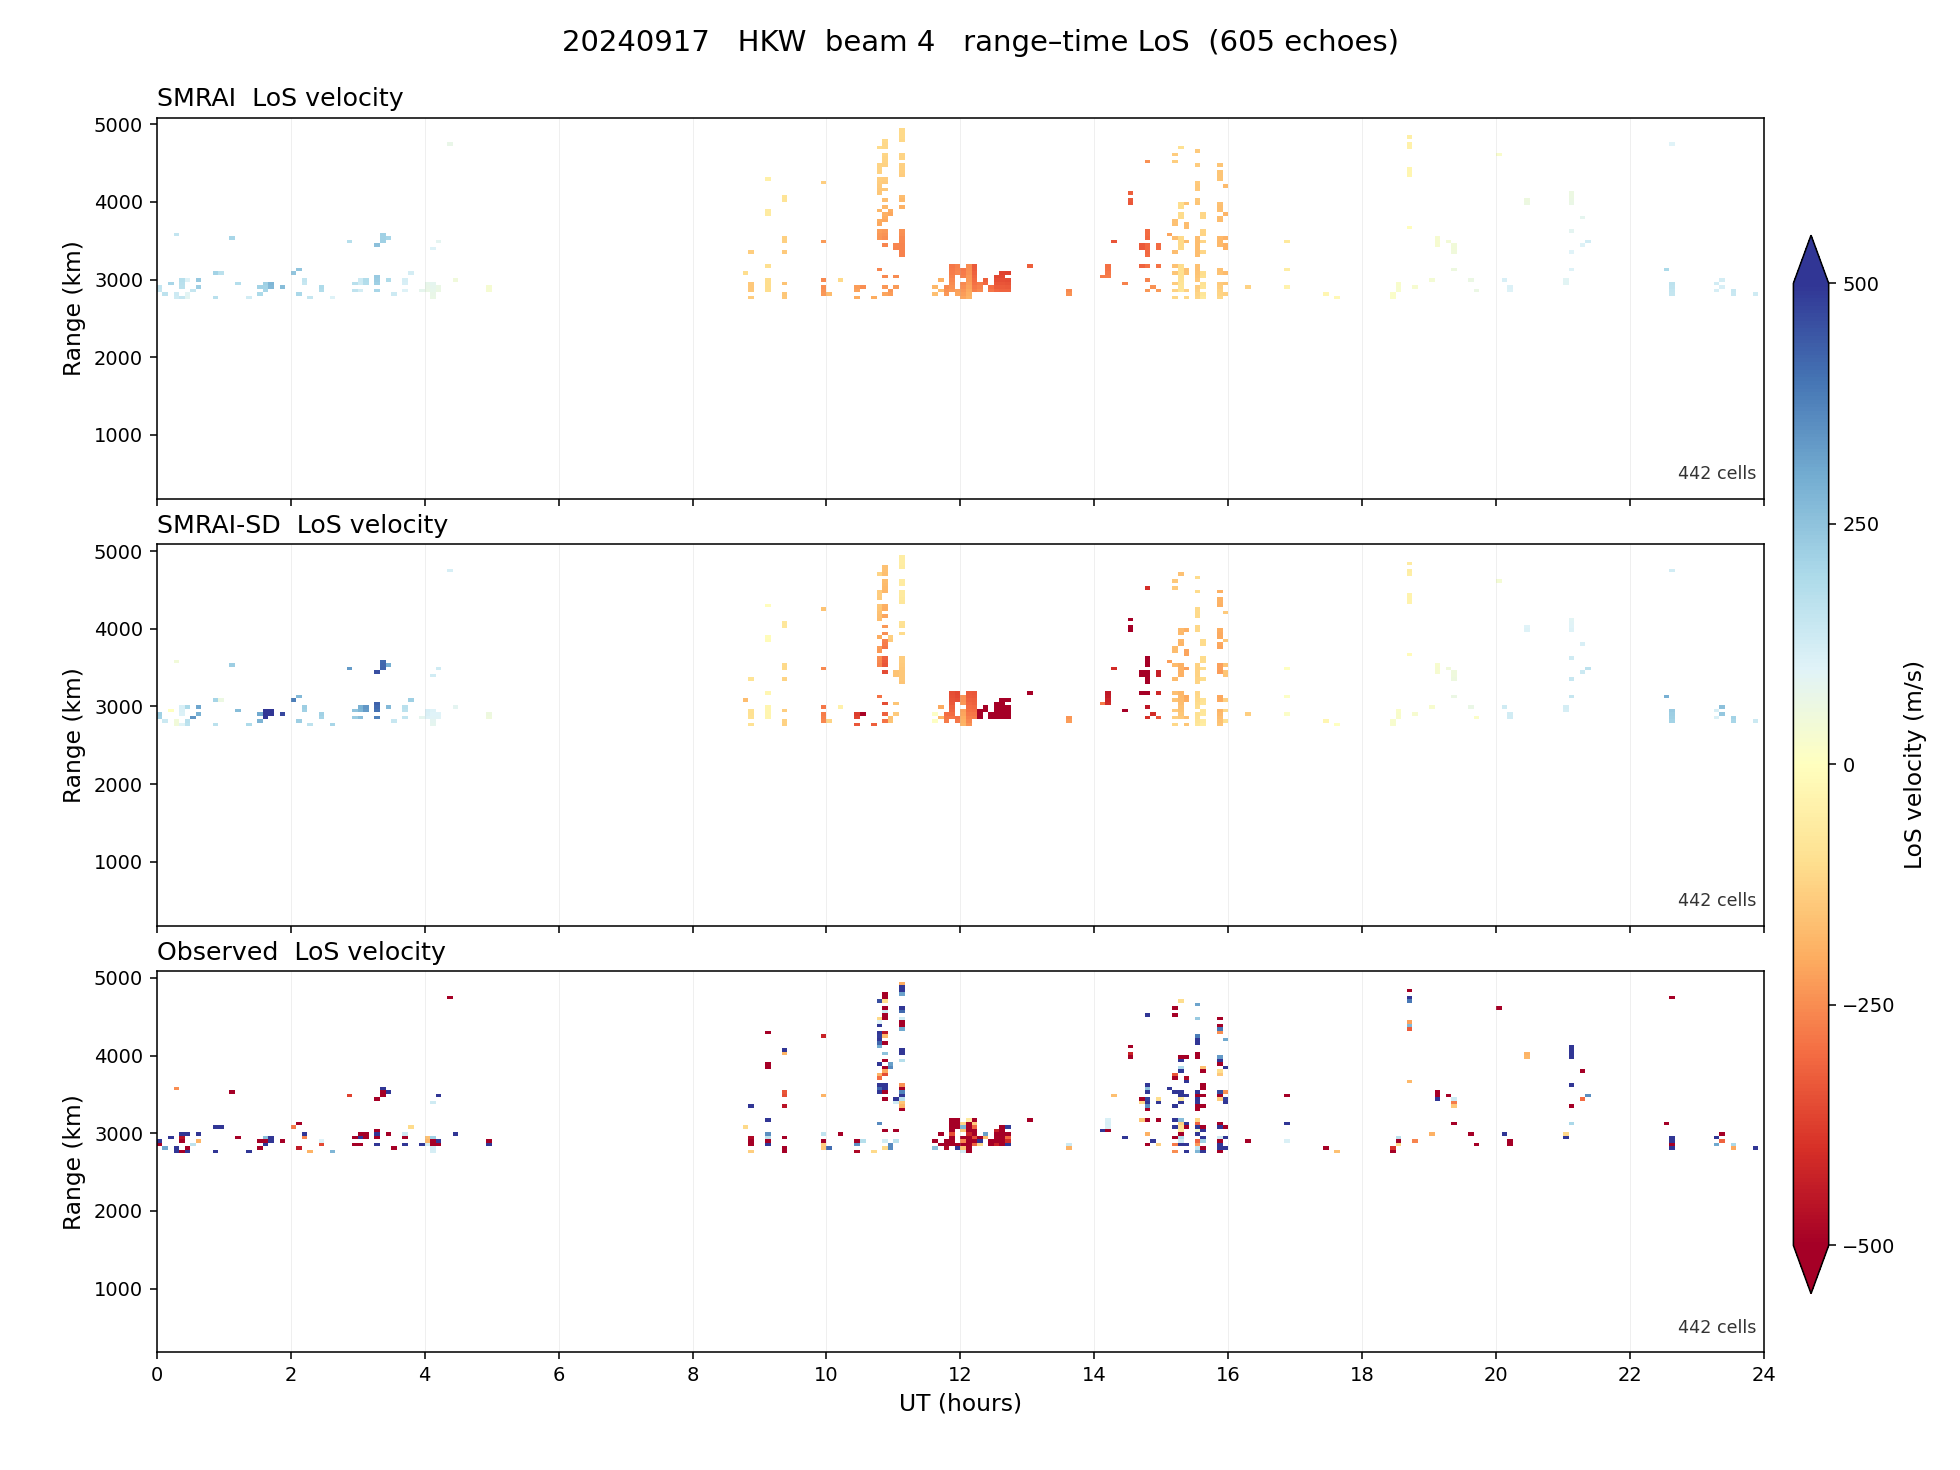 20240917   HKW  beam 4   range–time LoS  (605 echoes)
SMRAI  LoS velocity
5000
4000
3000
2000
1000
Range (km)
442 cells
SMRAI-SD  LoS velocity
5000
4000
3000
2000
1000
Range (km)
442 cells
Observed  LoS velocity
5000
4000
3000
2000
1000
Range (km)
442 cells
0 2 4 6 8 10 12 14 16 18 20 22 24
UT (hours)
500
250
0
−250
−500
LoS velocity (m/s)